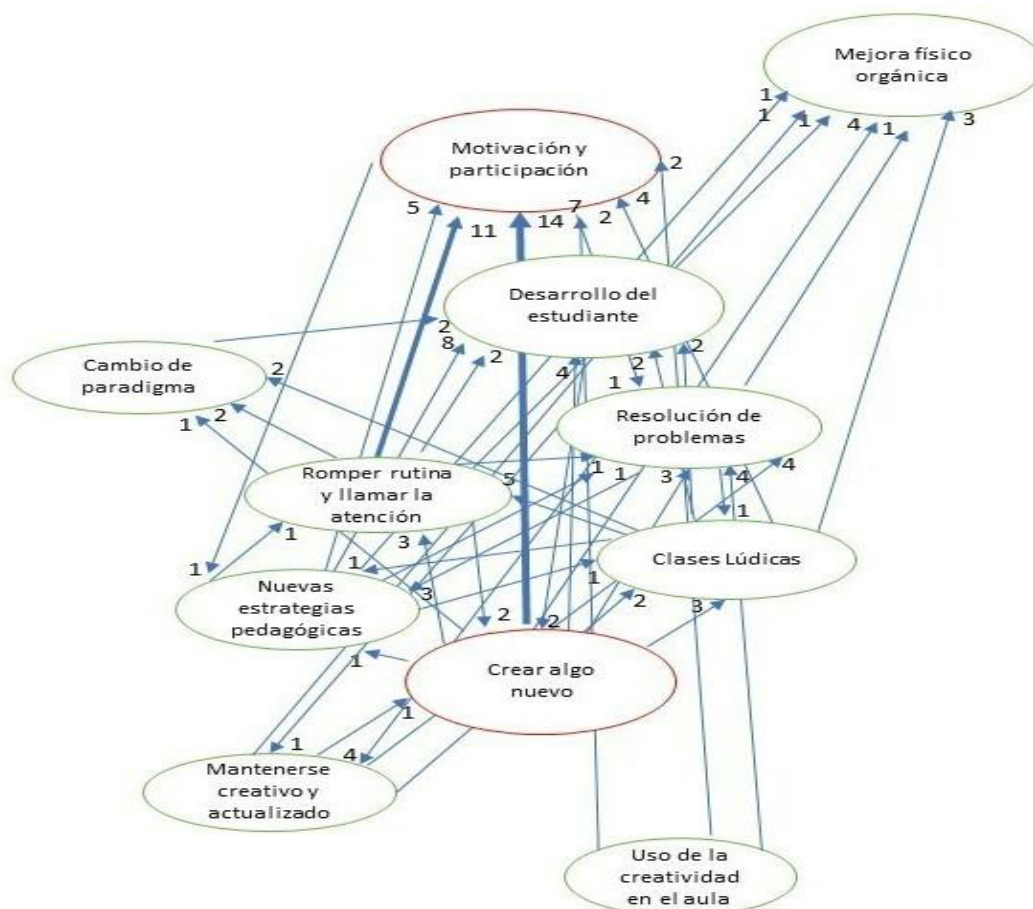 Mejora físico
orgánica
1
1
1
4
1
3
Motivación y
participación
2
5
11
14
7
2
4
Desarrollo del
estudiante
2
8
2
4
1
2
2
Cambio de
paradigma
2
1
2
Resolución de
problemas
1
1
3
4
4
Romper rutina
y llamar la
atención
5
1
3
Clases Lúdicas
1
1
2
3
Nuevas
estrategias
pedagógicas
1
1
3
1
Crear algo
nuevo
2
2
1
Mantenerse
creativo y
actualizado
1
4
Uso de la
creatividad
en el aula